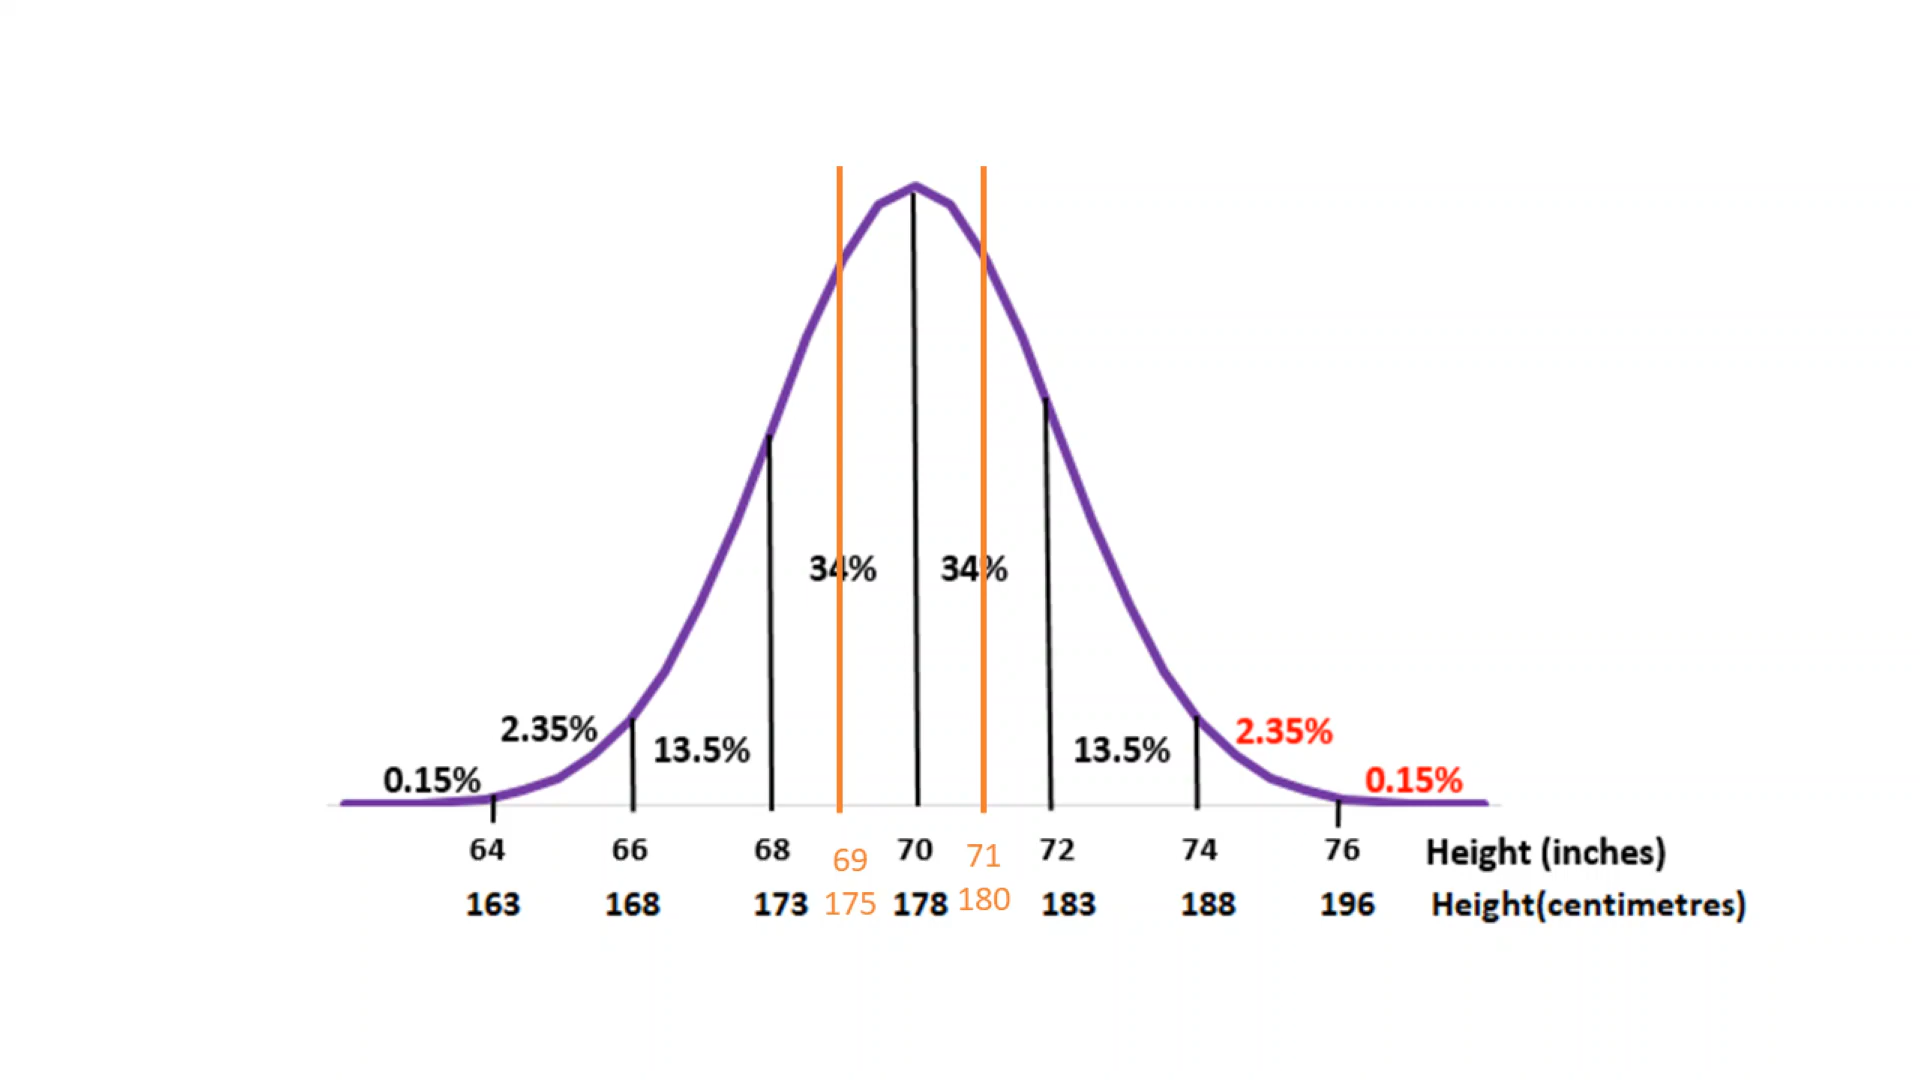 34% 34%
2.35% 2.35%
13.5% 13.5%
0.15% 0.15%
64 66 68 69 70 71 72 74 76 Height (inches)
163 168 173 175 178 180 183 188 196 Height(centimetres)